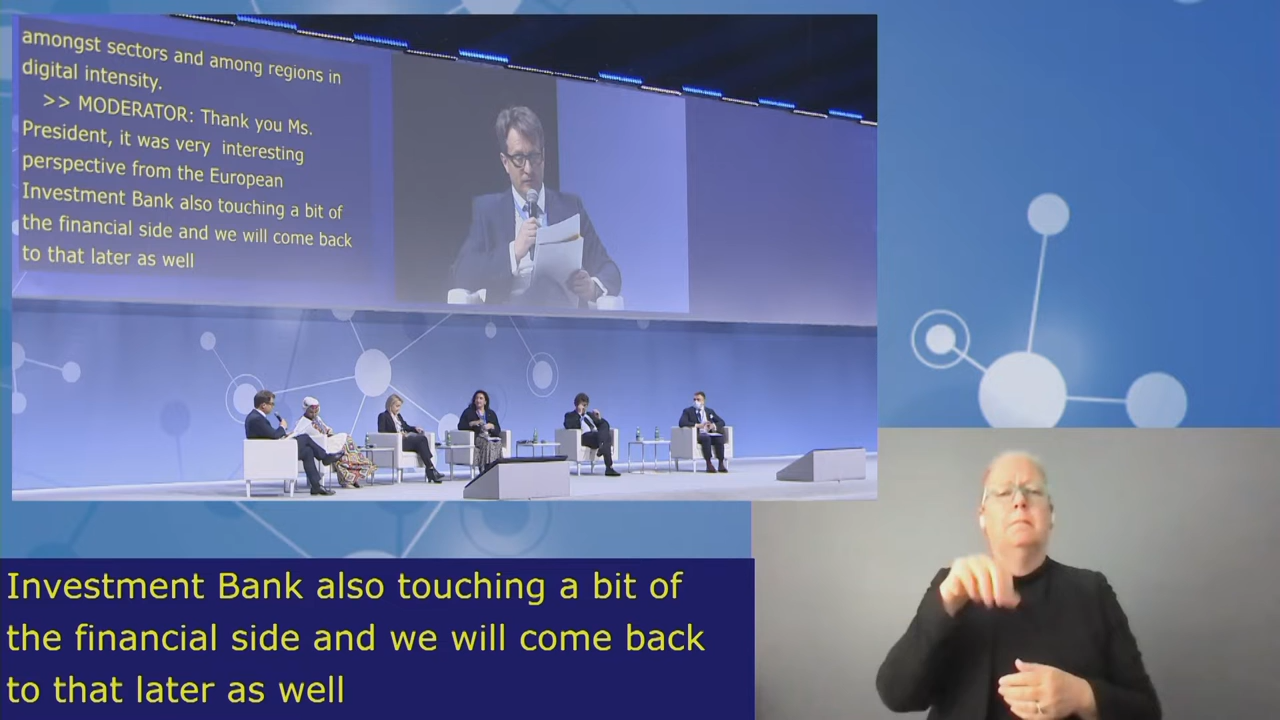 amongst sectors and among regions in
digital intensity.
>> MODERATOR: Thank you Ms.
President, it was very interesting
perspective from the European
Investment Bank also touching a bit of
the financial side and we will come back
to that later as well
Investment Bank also touching a bit of
the financial side and we will come back
to that later as well